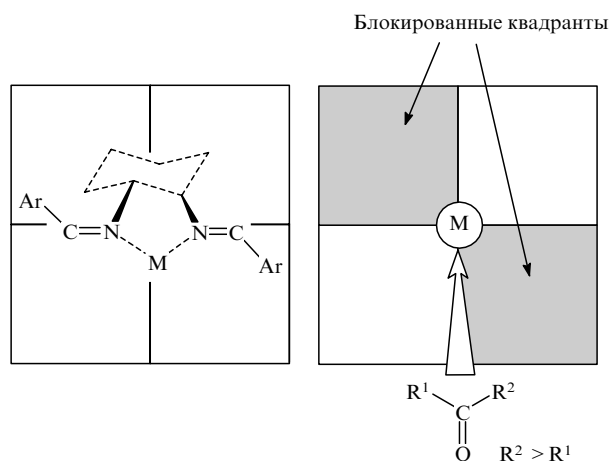 Блокированные квадранты
Ar
C=N
N=C
Ar
M
M
R¹
R²
C
O
R² > R¹